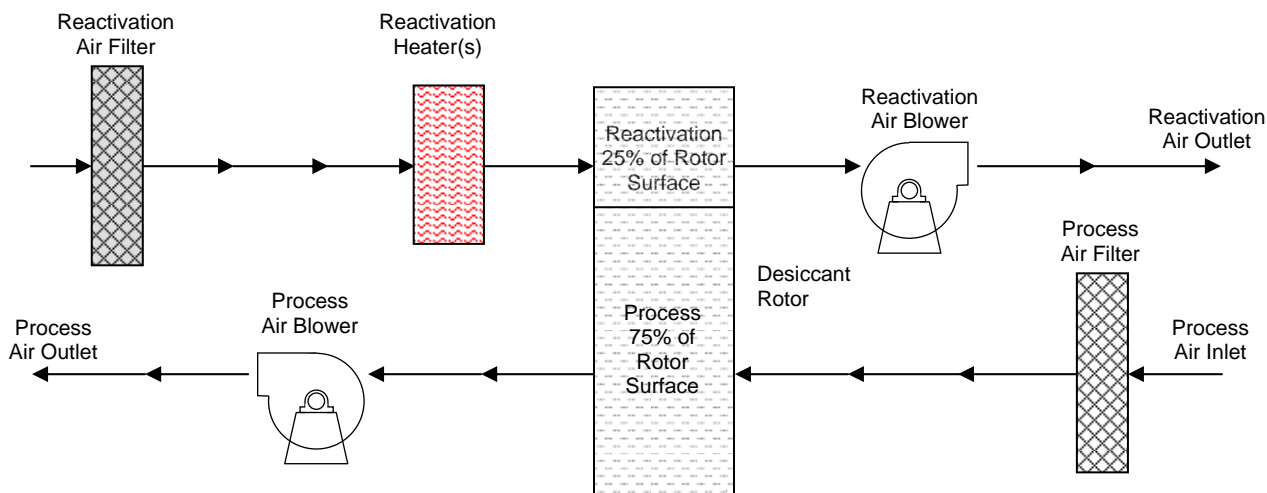 Reactivation
Air Filter
Reactivation
Heater(s)
Reactivation
25% of Rotor
Surface
Reactivation
Air Blower
Reactivation
Air Outlet
Process
Air Filter
Desiccant
Rotor
Process
Air Blower
Process
75% of
Rotor
Surface
Process
Air Outlet
Process
Air Inlet